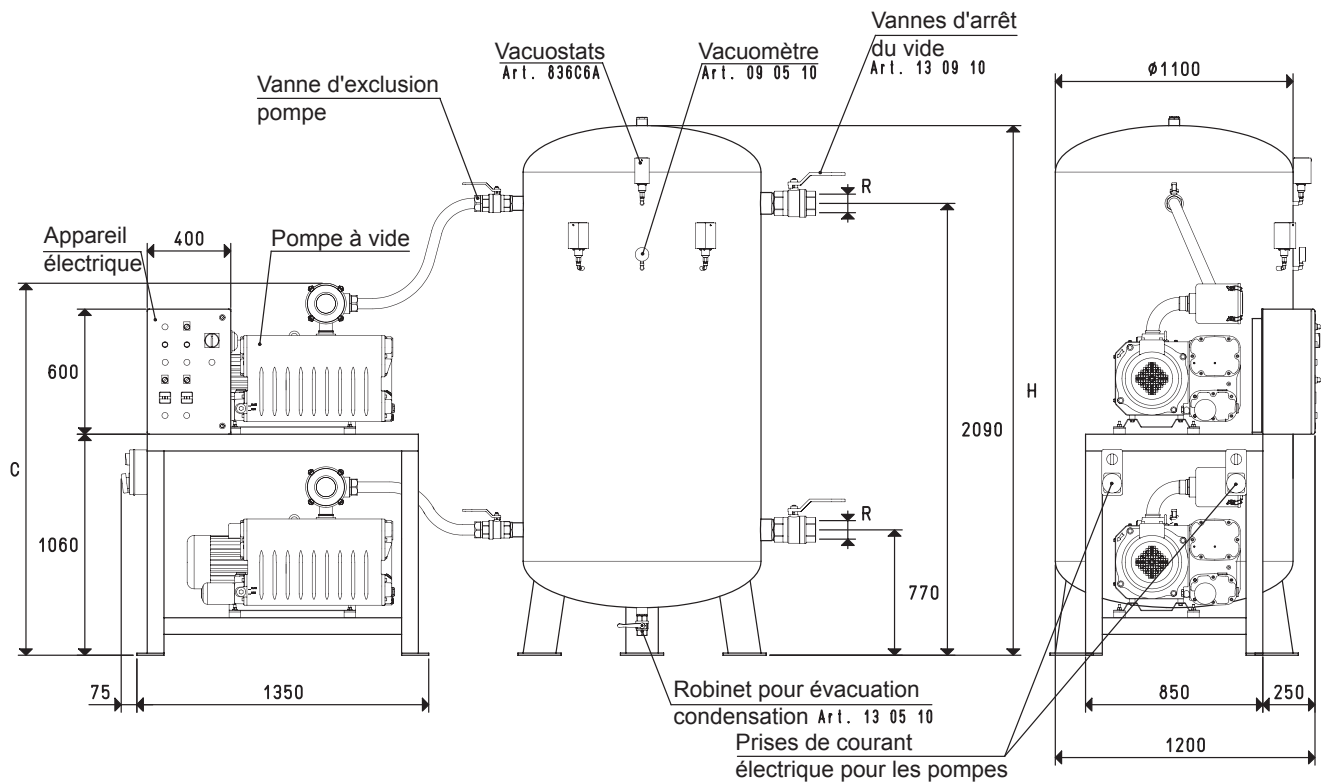 Vannes d'arrêt
du vide
Art. 13 09 10
Vacuostats
Art. 836C6A
Vacuomètre
Art. 09 05 10
Vanne d'exclusion
pompe
ø1100
R
Appareil
électrique
400
Pompe à vide
600
H
2090
C
R
1060
770
75
1350
Robinet pour évacuation
condensation Art. 13 05 10
850
250
Prises de courant
électrique pour les pompes
1200